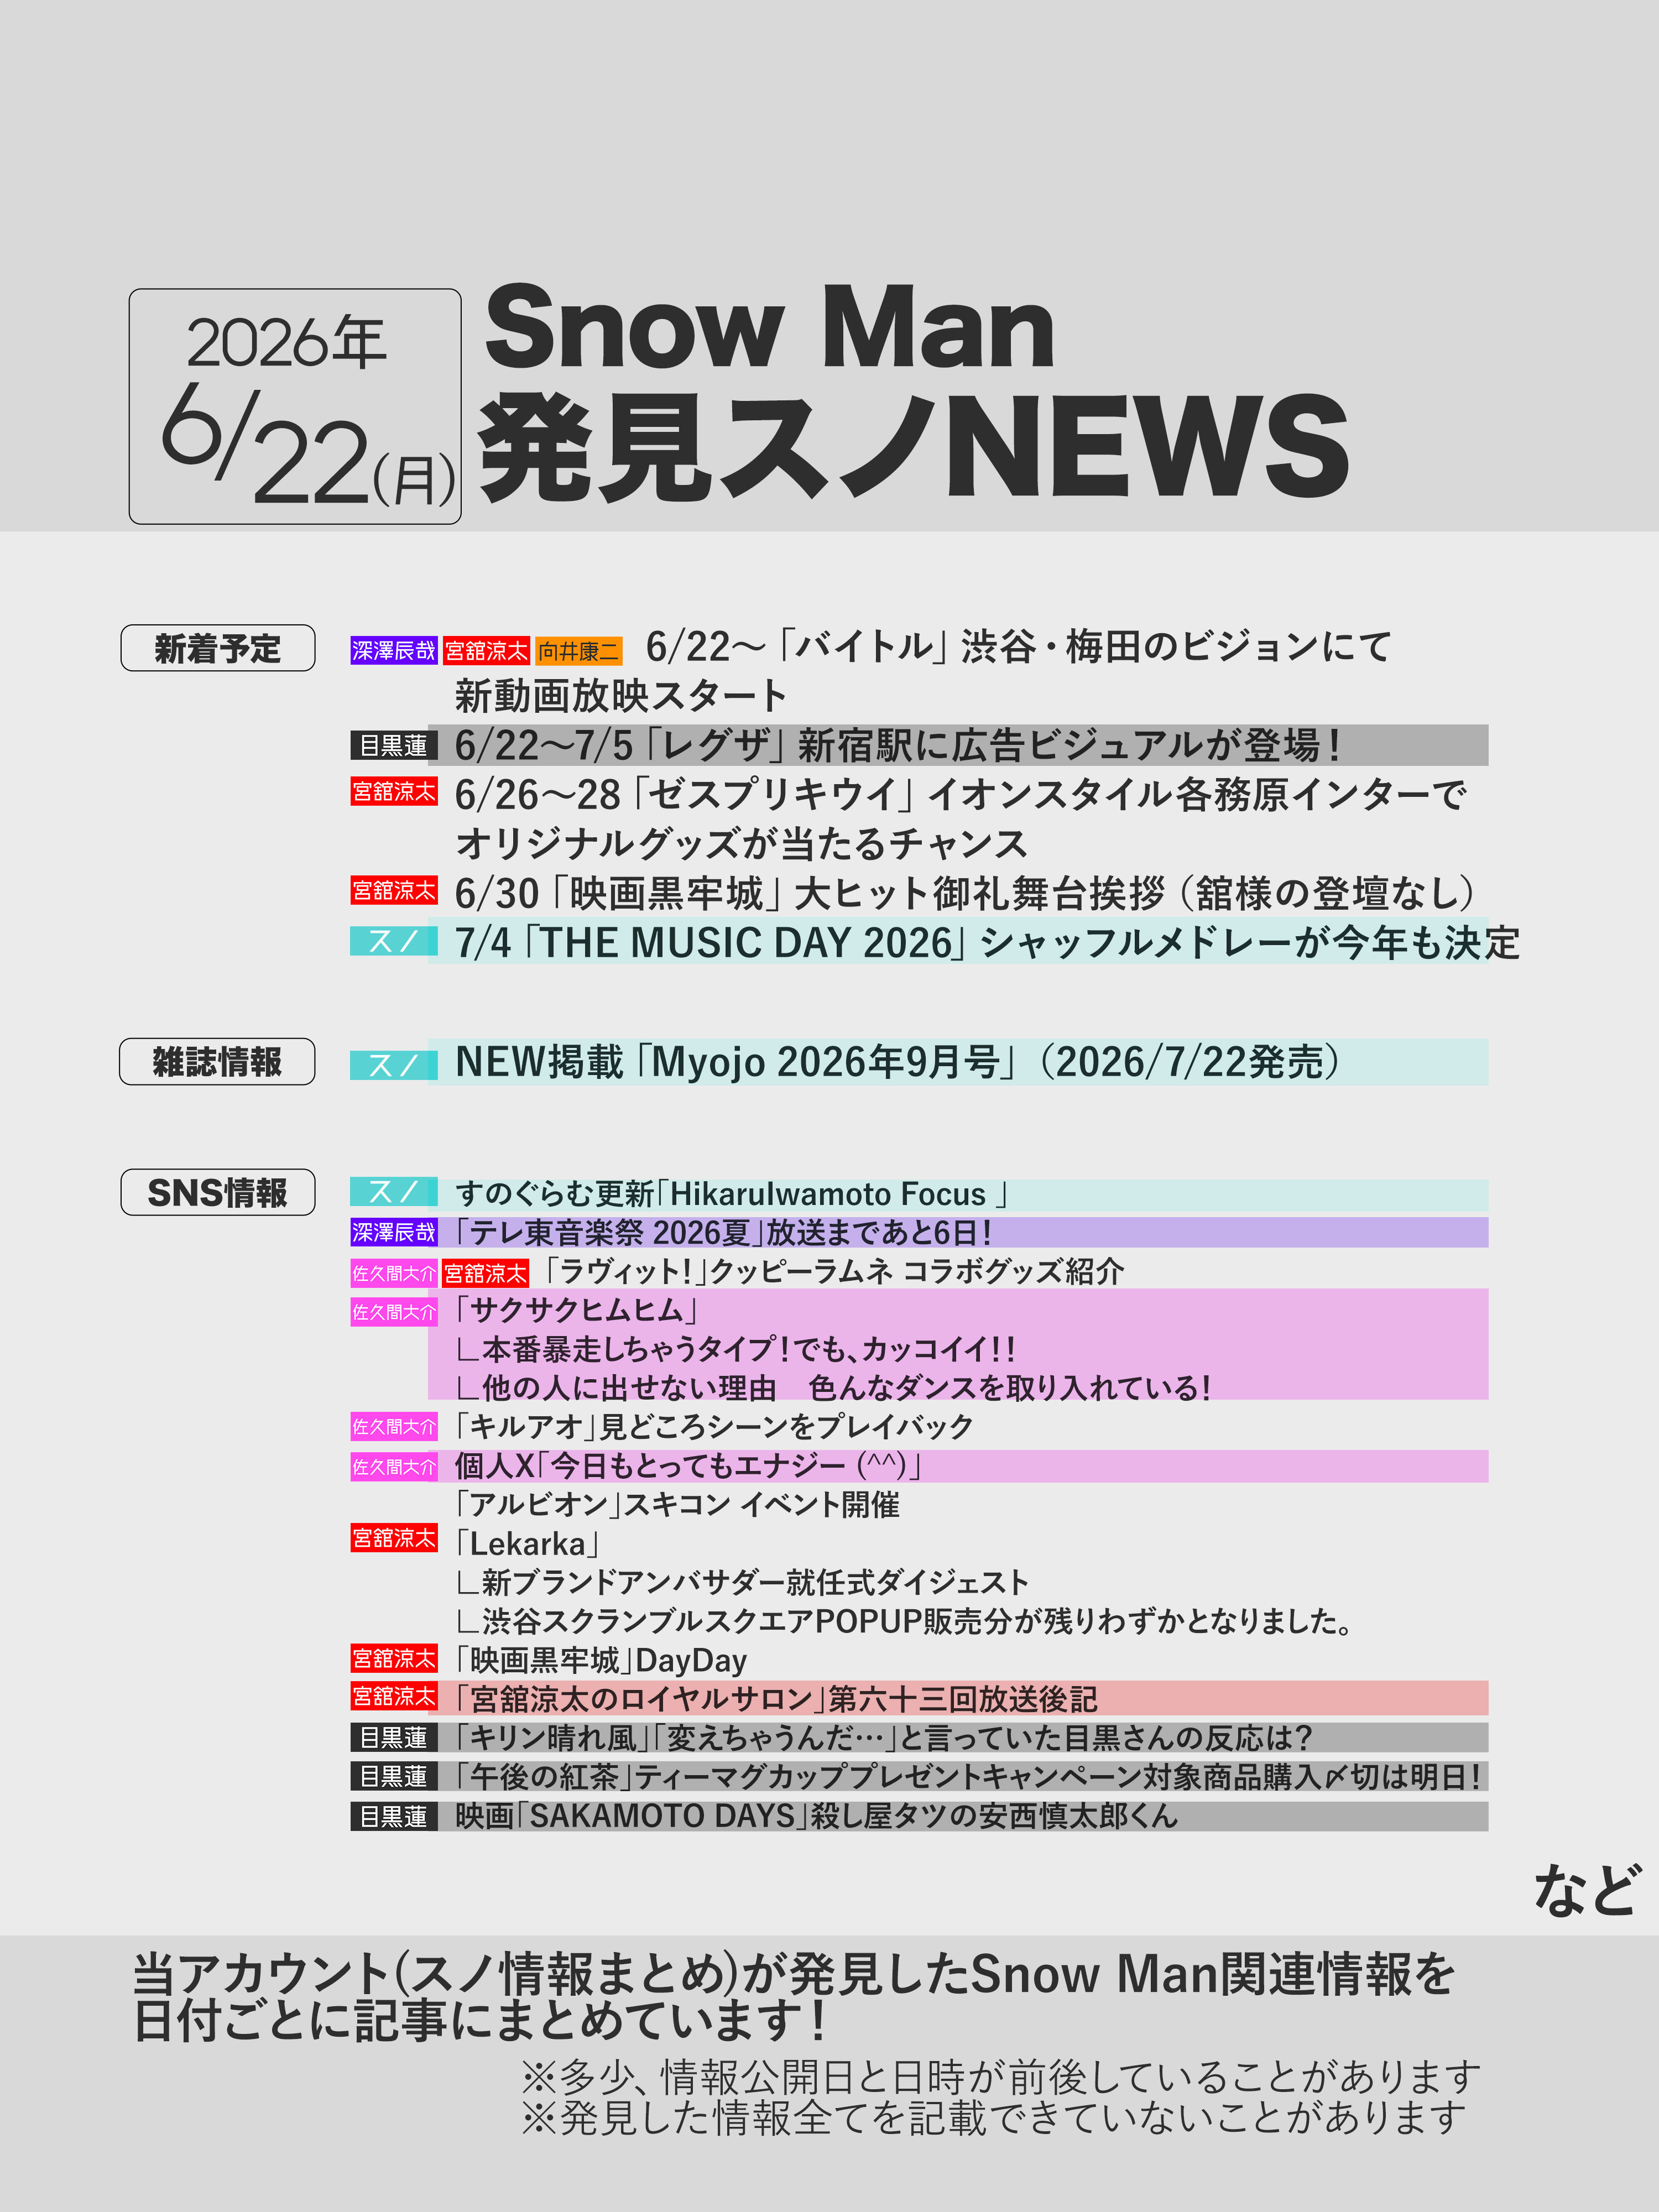 2026年
6/22(月)
Snow Man
発見スノNEWS
新着予定
深澤辰哉 宮舘涼太 向井康二 6/22〜「バイトル」渋谷・梅田のビジョンにて
新動画放映スタート
目黒蓮 6/22〜7/5「レグザ」新宿駅に広告ビジュアルが登場！
宮舘涼太 6/26〜28「ゼスプリキウイ」イオンスタイル各務原インターで
オリジナルグッズが当たるチャンス
宮舘涼太 6/30「映画黒牢城」大ヒット御礼舞台挨拶（舘様の登壇なし）
スノ 7/4「THE MUSIC DAY 2026」シャッフルメドレーが今年も決定
雑誌情報
スノ NEW掲載「Myojo 2026年9月号」（2026/7/22発売）
SNS情報
スノ すのぐらむ更新「HikaruIwamoto Focus 」
深澤辰哉 「テレ東音楽祭 2026夏」放送まであと6日！
佐久間大介 宮舘涼太 「ラヴィット！」クッピーラムネ コラボグッズ紹介
佐久間大介 「サクサクヒムヒム」
∟本番暴走しちゃうタイプ！でも、カッコイイ！！
∟他の人に出せない理由　色んなダンスを取り入れている！
佐久間大介 「キルアオ」見どころシーンをプレイバック
佐久間大介 個人X「今日もとってもエナジー (^^)」
「アルビオン」スキコン イベント開催
宮舘涼太 「Lekarka」
∟新ブランドアンバサダー就任式ダイジェスト
∟渋谷スクランブルスクエアPOPUP販売分が残りわずかとなりました。
宮舘涼太 「映画黒牢城」DayDay
宮舘涼太 「宮舘涼太のロイヤルサロン」第六十三回放送後記
目黒蓮 「キリン晴れ風」「変えちゃうんだ…」と言っていた目黒さんの反応は？
目黒蓮 「午後の紅茶」ティーマグカッププレゼントキャンペーン対象商品購入〆切は明日！
目黒蓮 映画「SAKAMOTO DAYS」殺し屋タツの安西慎太郎くん
など
当アカウント(スノ情報まとめ)が発見したSnow Man関連情報を
日付ごとに記事にまとめています！
※多少、情報公開日と日時が前後していることがあります
※発見した情報全てを記載できていないことがあります